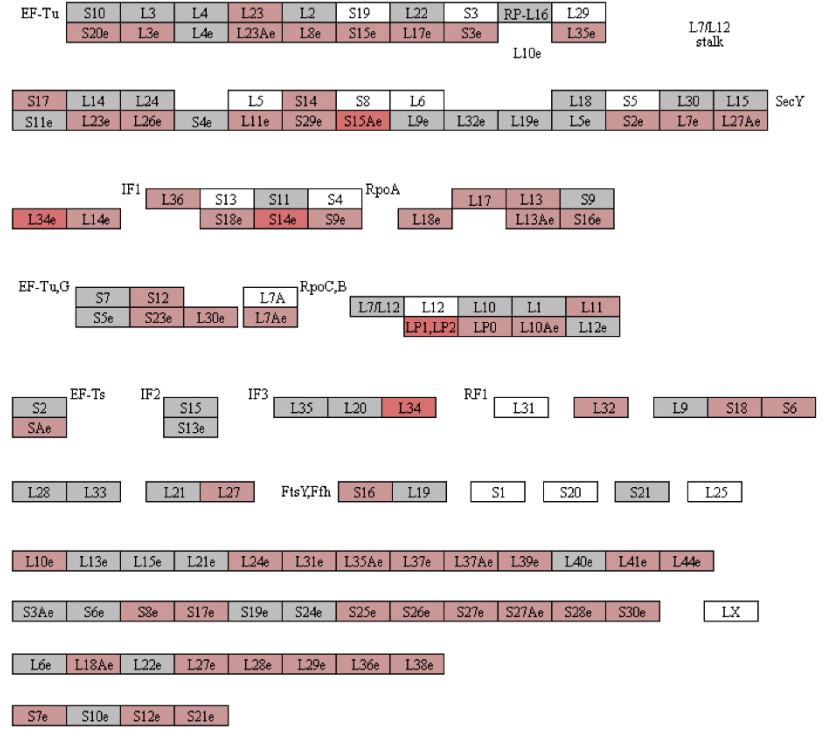 EF-Tu S10 L3 L4 L23 L2 S19 L22 S3 RP-L16 L29
S20e L3e L4e L23Ae L8e S15e L17e S3e L35e
L10e
L7/L12
stalk
S17 L14 L24 L5 S14 S8 L6 L18 S5 L30 L15 SecY
S11e L23e L26e S4e L11e S29e S15Ae L9e L32e L19e L5e S2e L7e L27Ae
IF1 L36 S13 S11 S4 RpoA L17 L13 S9
L34e L14e S18e S14e S9e L18e L13Ae S16e
EF-Tu,G S7 S12 L7A RpoC,B L7/L12 L12 L10 L1 L11
S5e S23e L30e L7Ae LP1,LP2 LP0 L10Ae L12e
S2 EF-Ts IF2 S15 IF3 L35 L20 L34 RF1 L31 L32 L9 S18 S6
SAe S13e
L28 L33 L21 L27 FtsY,Ffh S16 L19 S1 S20 S21 L25
L10e L13e L15e L21e L24e L31e L35Ae L37e L37Ae L39e L40e L41e L44e
S3Ae S6e S8e S17e S19e S24e S25e S26e S27e S27Ae S28e S30e LX
L6e L18Ae L22e L27e L28e L29e L36e L38e
S7e S10e S12e S21e